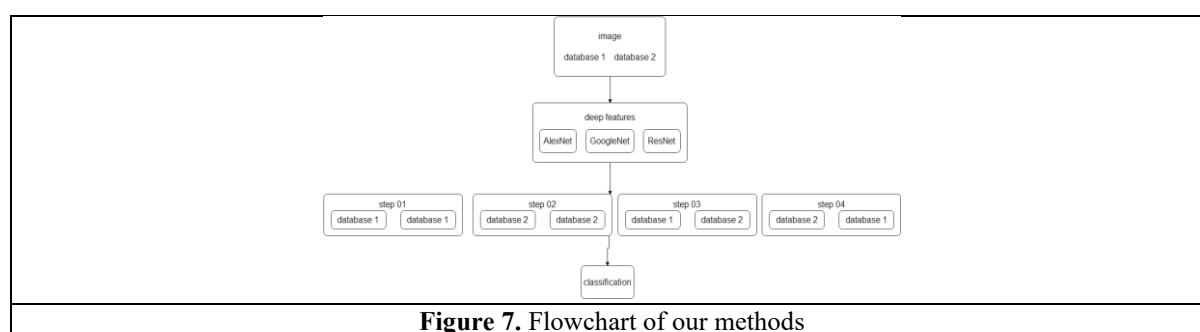 image
database 1 database 2
deep features
AlexNet GoogleNet ResNet
step 01 step 02 step 03 step 04
database 1 database 1 database 2 database 2 database 1 database 2 database 2 database 1
classification
Figure 7. Flowchart of our methods